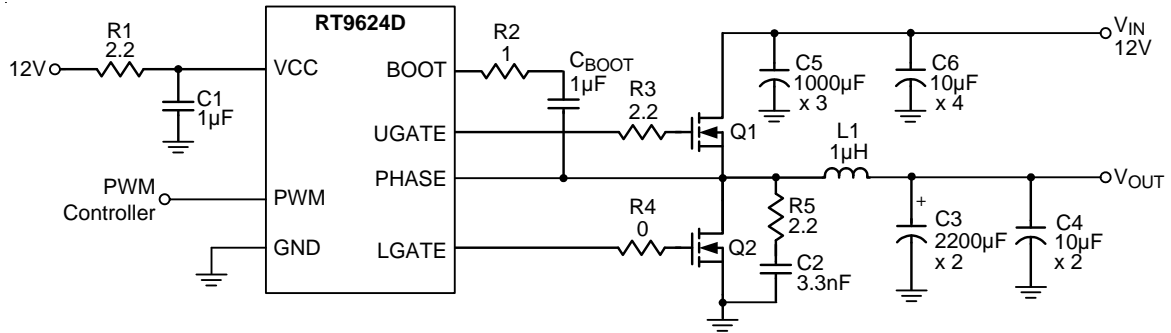 RT9624D
R1
2.2
12V
VCC
C1
1µF
PWM
Controller
PWM
GND
BOOT
UGATE
PHASE
LGATE
R2
1
CBOOT
1µF
R3
2.2
Q1
R4
0
Q2
C5
1000µF
x 3
C6
10µF
x 4
VIN
12V
L1
1µH
R5
2.2
C2
3.3nF
+
C3
2200µF
x 2
C4
10µF
x 2
VOUT